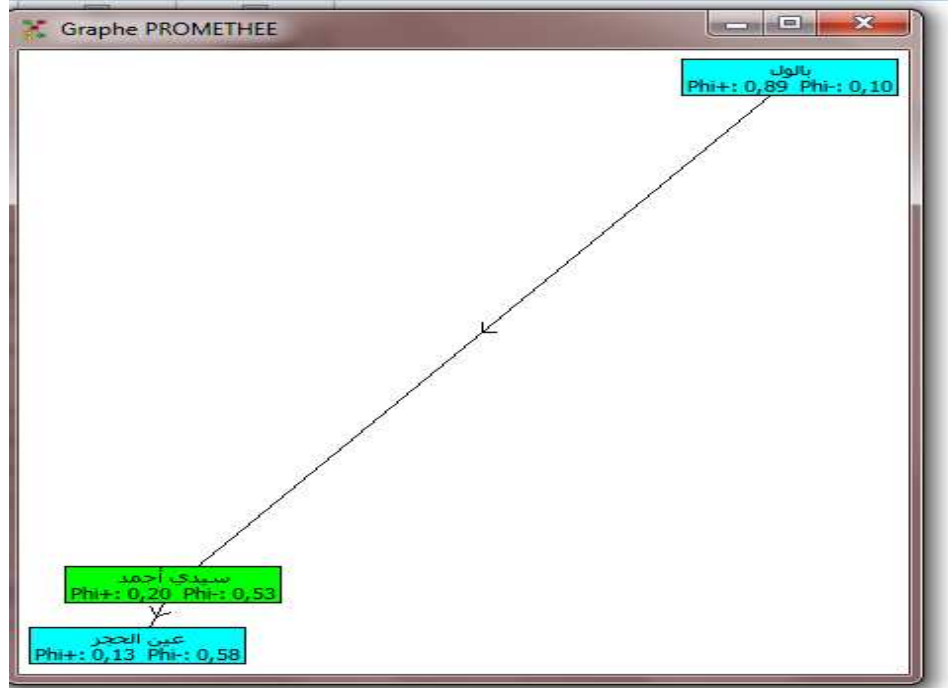 Graphe PROMETHEE
بالول
Phi+: 0,89 Phi-: 0,10
سيدي أحمد
Phi+: 0,20 Phi-: 0,53
عين الحجر
Phi+: 0,13 Phi-: 0,58